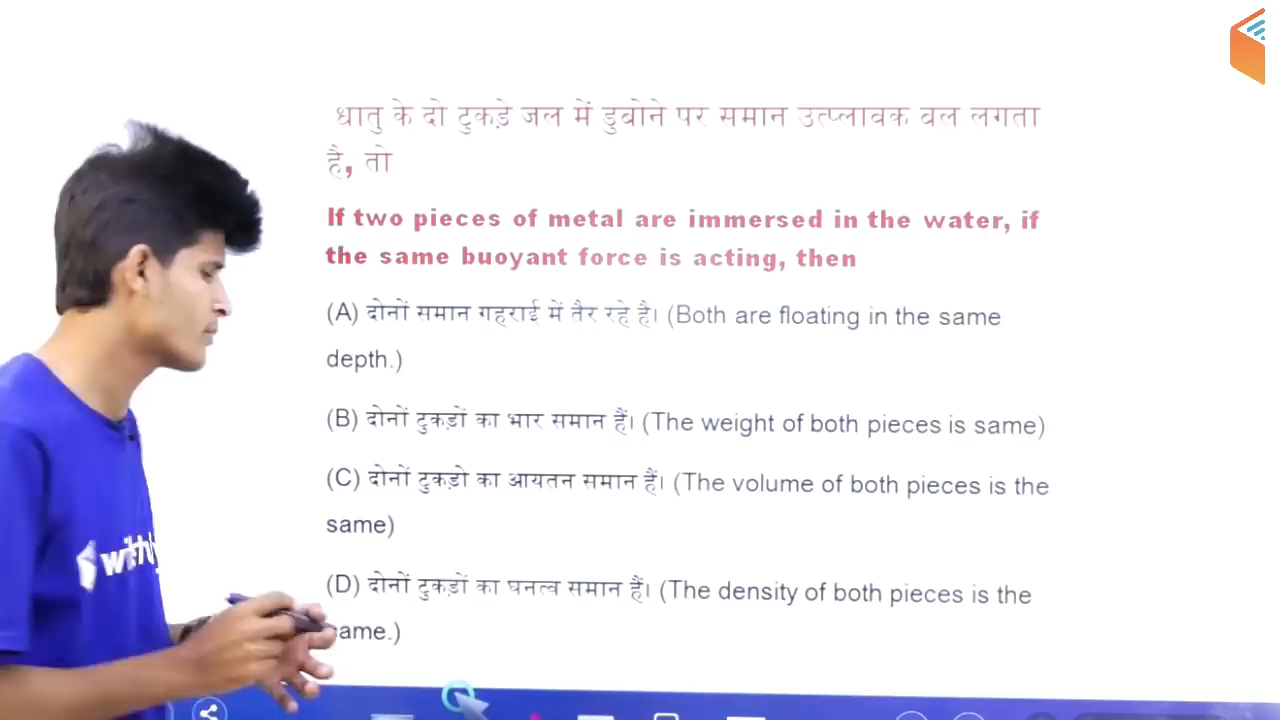 धातु के दो टुकड़े जल में डुबोने पर समान उत्प्लावक बल लगता
है, तो
If two pieces of metal are immersed in the water, if
the same buoyant force is acting, then
(A) दोनों समान गहराई में तैर रहे है। (Both are floating in the same
depth.)
(B) दोनों टुकड़ों का भार समान हैं। (The weight of both pieces is same)
(C) दोनों टुकड़ो का आयतन समान हैं। (The volume of both pieces is the
same)
(D) दोनों टुकड़ों का घनत्व समान हैं। (The density of both pieces is the
same.)